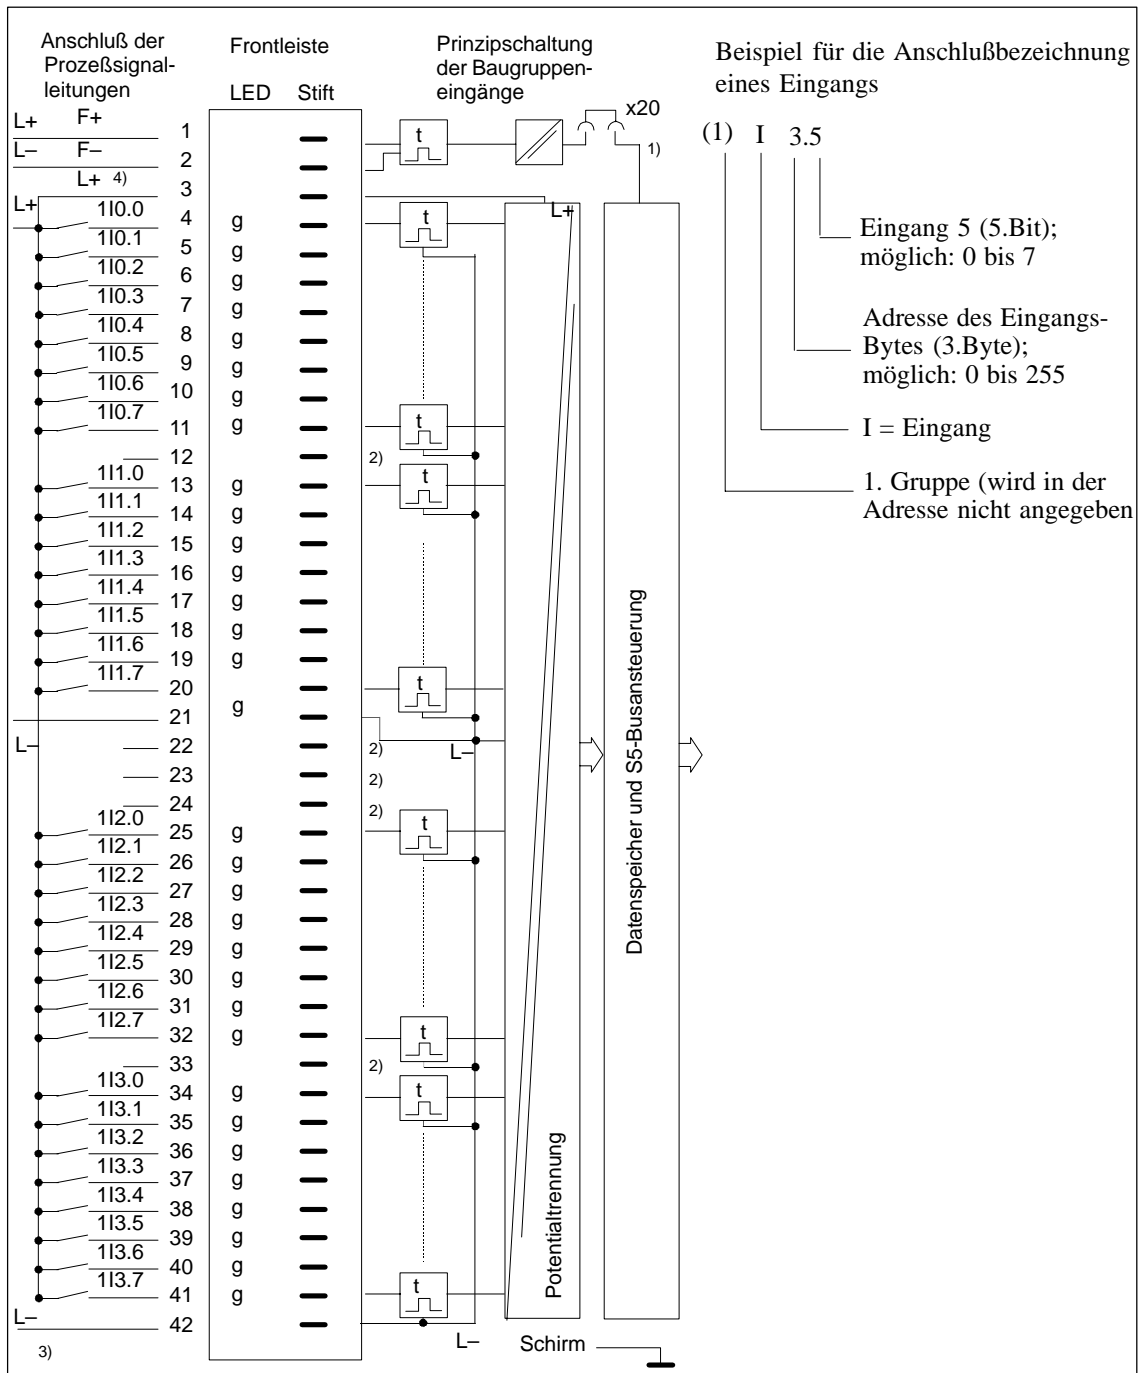 Anschluß der
Prozeßsignal-
leitungen
Frontleiste
LED Stift
Prinzipschaltung
der Baugruppen-
eingänge
Beispiel für die Anschlußbezeichnung
eines Eingangs
(1) I 3.5
Eingang 5 (5.Bit);
möglich: 0 bis 7
Adresse des Eingangs-
Bytes (3.Byte);
möglich: 0 bis 255
I = Eingang
1. Gruppe (wird in der
Adresse nicht angegeben
x20
1)
L+ F+ 1 t
L– F– 2
L+ 4) 3 L+
L+
1I0.0 4 g t
1I0.1 5 g
1I0.2 6 g
1I0.3 7 g
1I0.4 8 g
1I0.5 9 g
1I0.6 10 g
1I0.7 11 g t
12 2)
1I1.0 13 g t
1I1.1 14 g
1I1.2 15 g
1I1.3 16 g
1I1.4 17 g
1I1.5 18 g
1I1.6 19 g
1I1.7 20 g t
21
L– 22 2) L–
23 2)
24 2)
1I2.0 25 g t
1I2.1 26 g
1I2.2 27 g
1I2.3 28 g
1I2.4 29 g
1I2.5 30 g
1I2.6 31 g
1I2.7 32 g t
33 2)
1I3.0 34 g t
1I3.1 35 g
1I3.2 36 g
1I3.3 37 g
1I3.4 38 g
1I3.5 39 g
1I3.6 40 g
1I3.7 41 g t
L– 42 L–
3)
Potentialtrennung
Datenspeicher und S5-Busansteuerung
Schirm